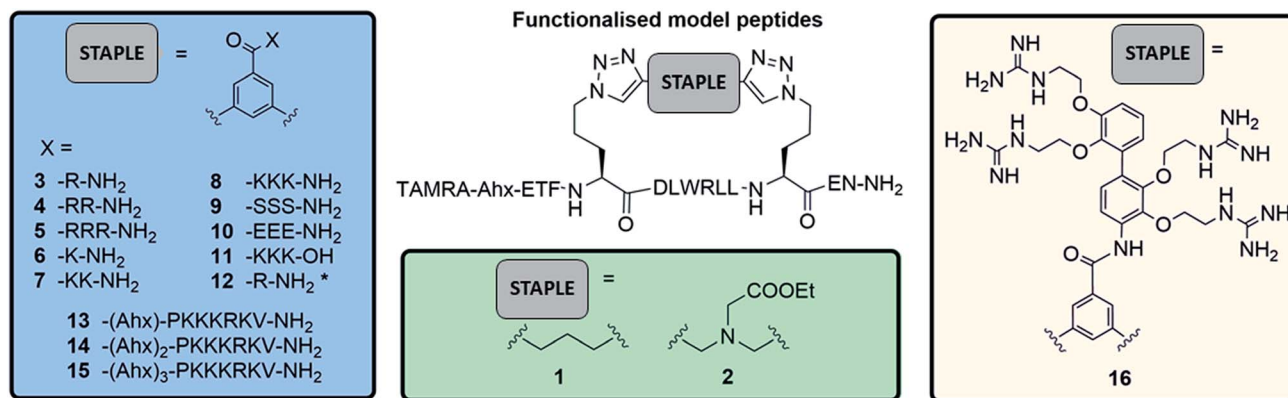 Functionalised model peptides
STAPLE =
O X
X =
3 -R-NH2
4 -RR-NH2
5 -RRR-NH2
6 -K-NH2
7 -KK-NH2
8 -KKK-NH2
9 -SSS-NH2
10 -EEE-NH2
11 -KKK-OH
12 -R-NH2 *
13 -(Ahx)-PKKKRKV-NH2
14 -(Ahx)2-PKKKRKV-NH2
15 -(Ahx)3-PKKKRKV-NH2
N N N STAPLE N N N
TAMRA-Ahx-ETF N H O DLWRLL -N H O EN-NH2
STAPLE =
COOEt
N
1 2
STAPLE =
NH
H2N N H O
NH
H2N N H O
O N H NH2 NH
O N H NH NH2
O NH
16